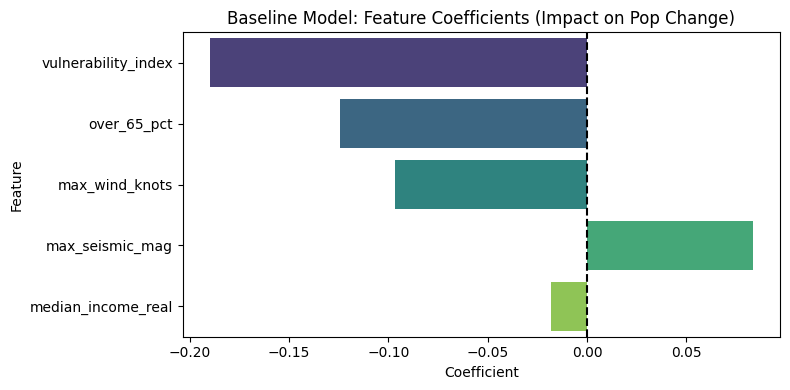 Baseline Model: Feature Coefficients (Impact on Pop Change)
vulnerability_index
over_65_pct
max_wind_knots
max_seismic_mag
median_income_real
Feature
−0.20 −0.15 −0.10 −0.05 0.00 0.05
Coefficient